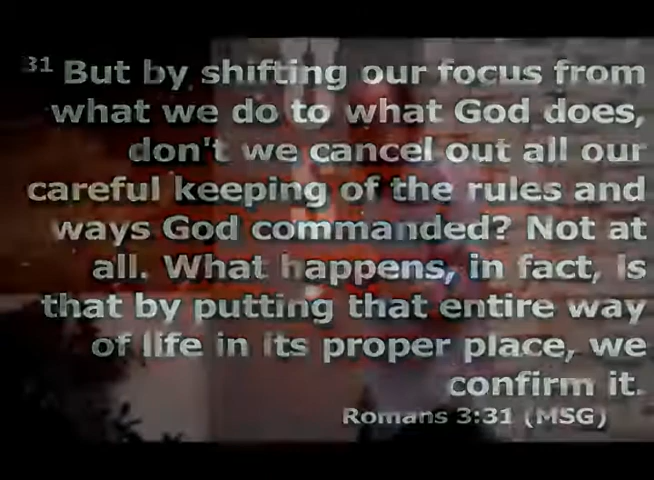 31 But by shifting our focus from
what we do to what God does,
don't we cancel out all our
careful keeping of the rules and
ways God commanded? Not at
all. What happens, in fact, is
that by putting that entire way
of life in its proper place, we
confirm it.
Romans 3:31 (MSG)